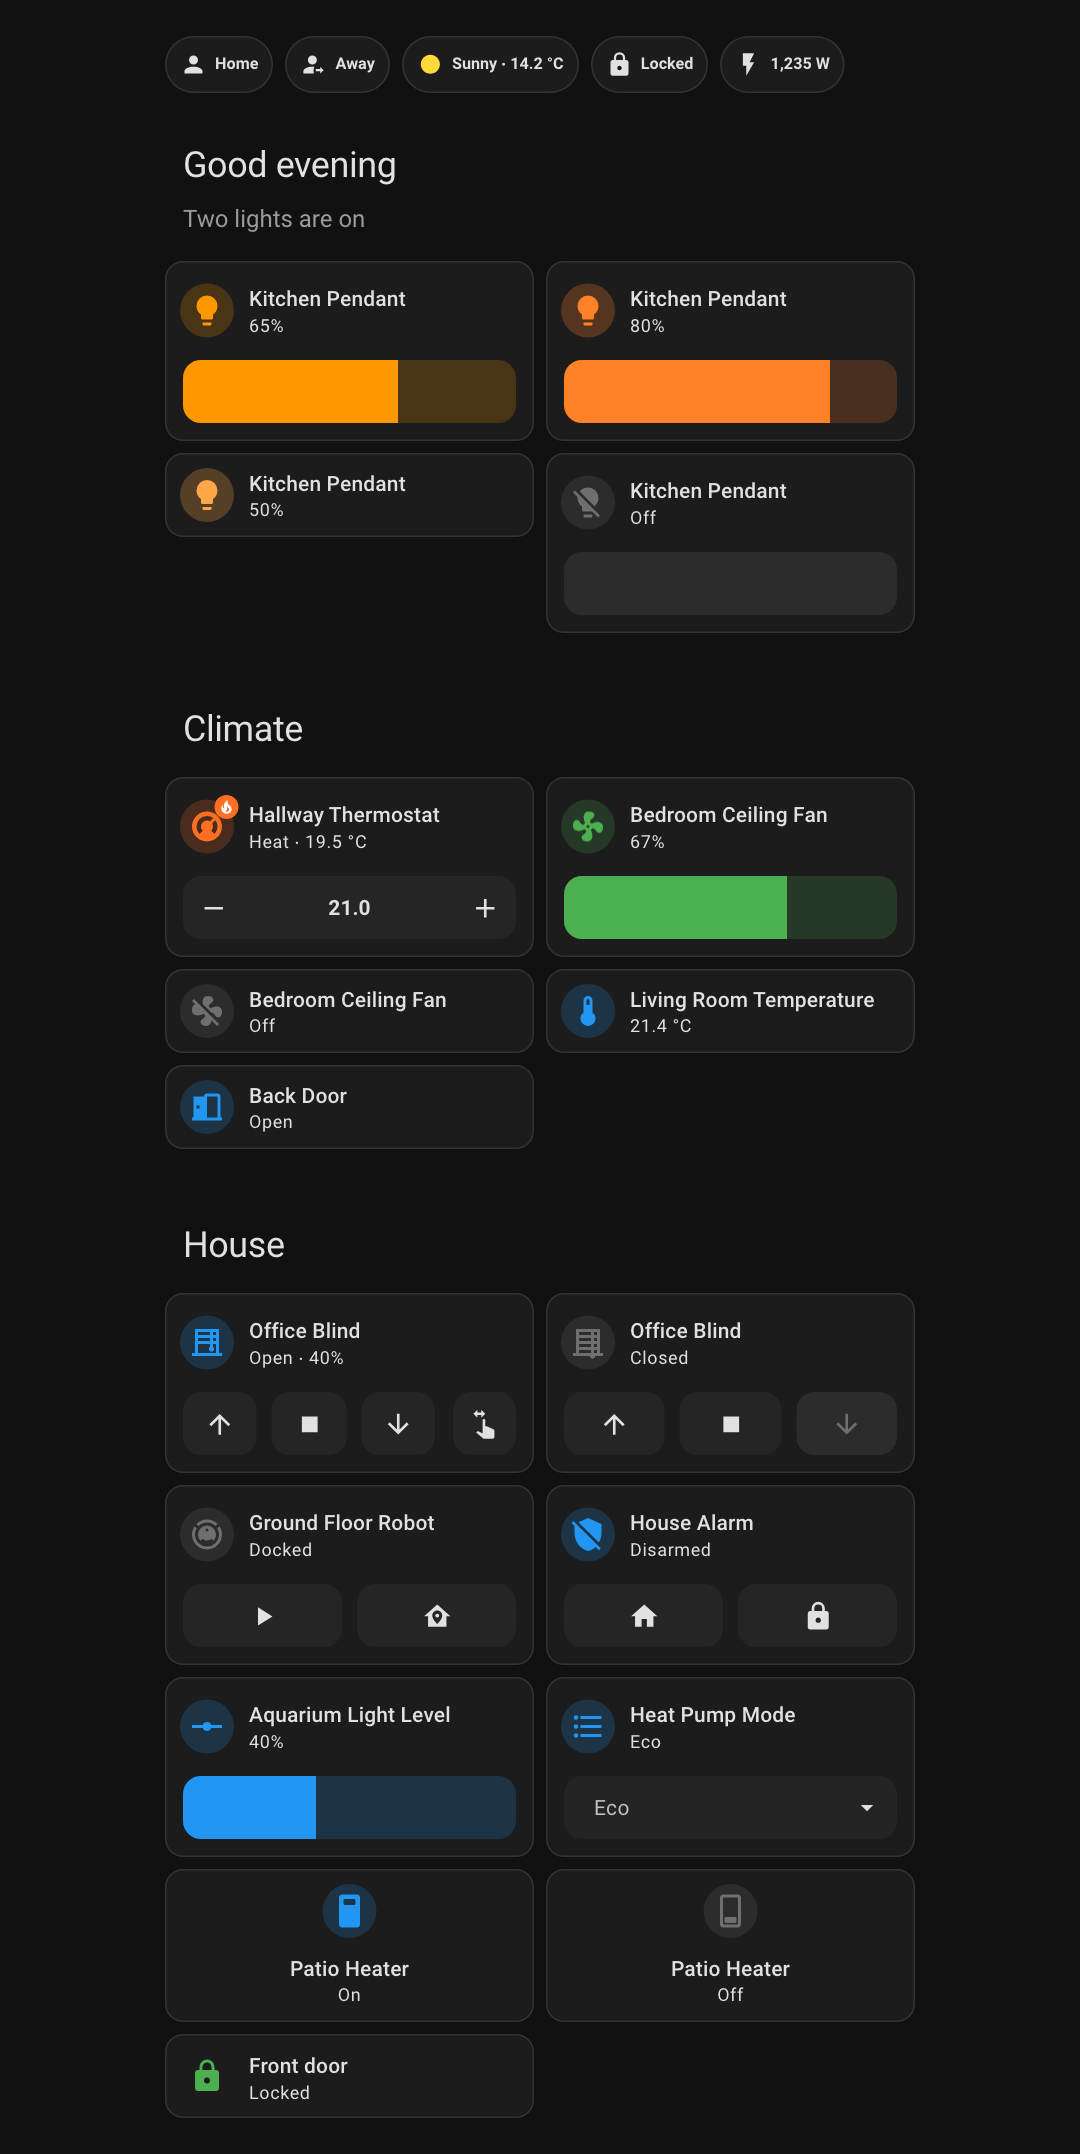 Home
Away
Sunny · 14.2 °C
Locked
1,235 W
Good evening
Two lights are on
Kitchen Pendant
65%
Kitchen Pendant
80%
Kitchen Pendant
50%
Kitchen Pendant
Off
Climate
Hallway Thermostat
Heat · 19.5 °C
21.0
Bedroom Ceiling Fan
67%
Bedroom Ceiling Fan
Off
Living Room Temperature
21.4 °C
Back Door
Open
House
Office Blind
Open · 40%
Office Blind
Closed
Ground Floor Robot
Docked
House Alarm
Disarmed
Aquarium Light Level
40%
Heat Pump Mode
Eco
Eco
Patio Heater
On
Patio Heater
Off
Front door
Locked